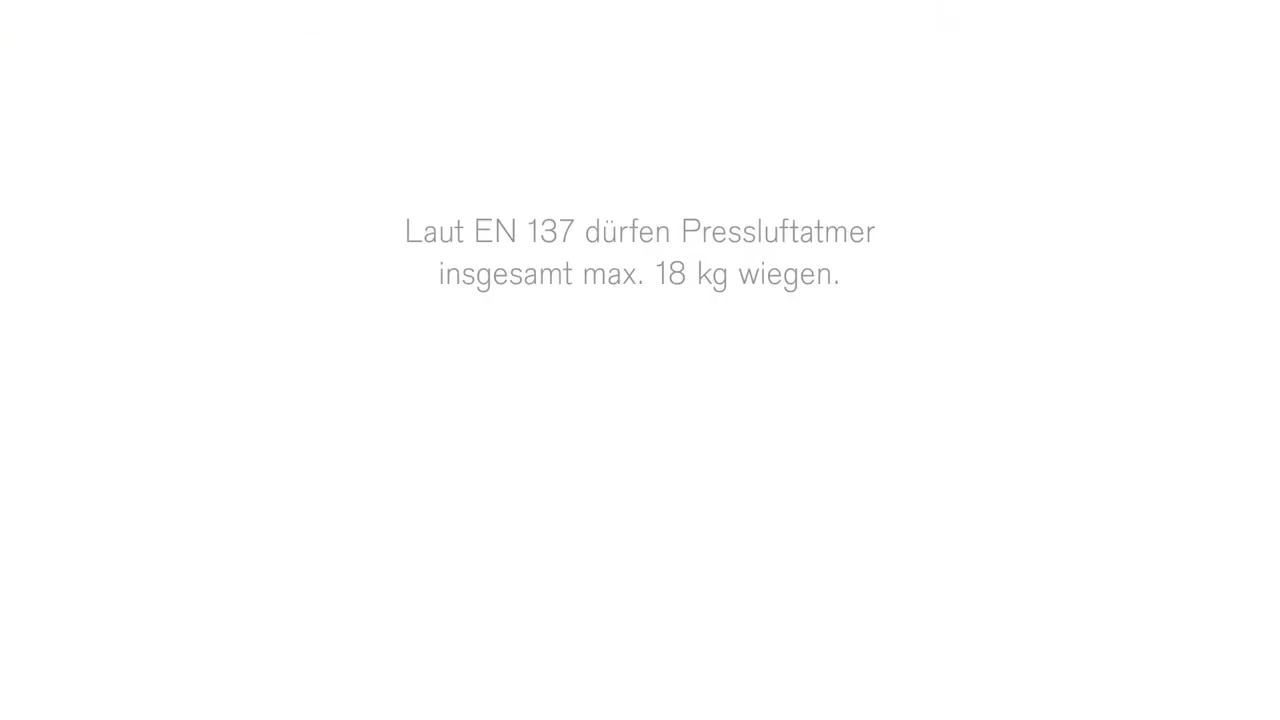 Laut EN 137 dürfen Pressluftatmer
insgesamt max. 18 kg wiegen.